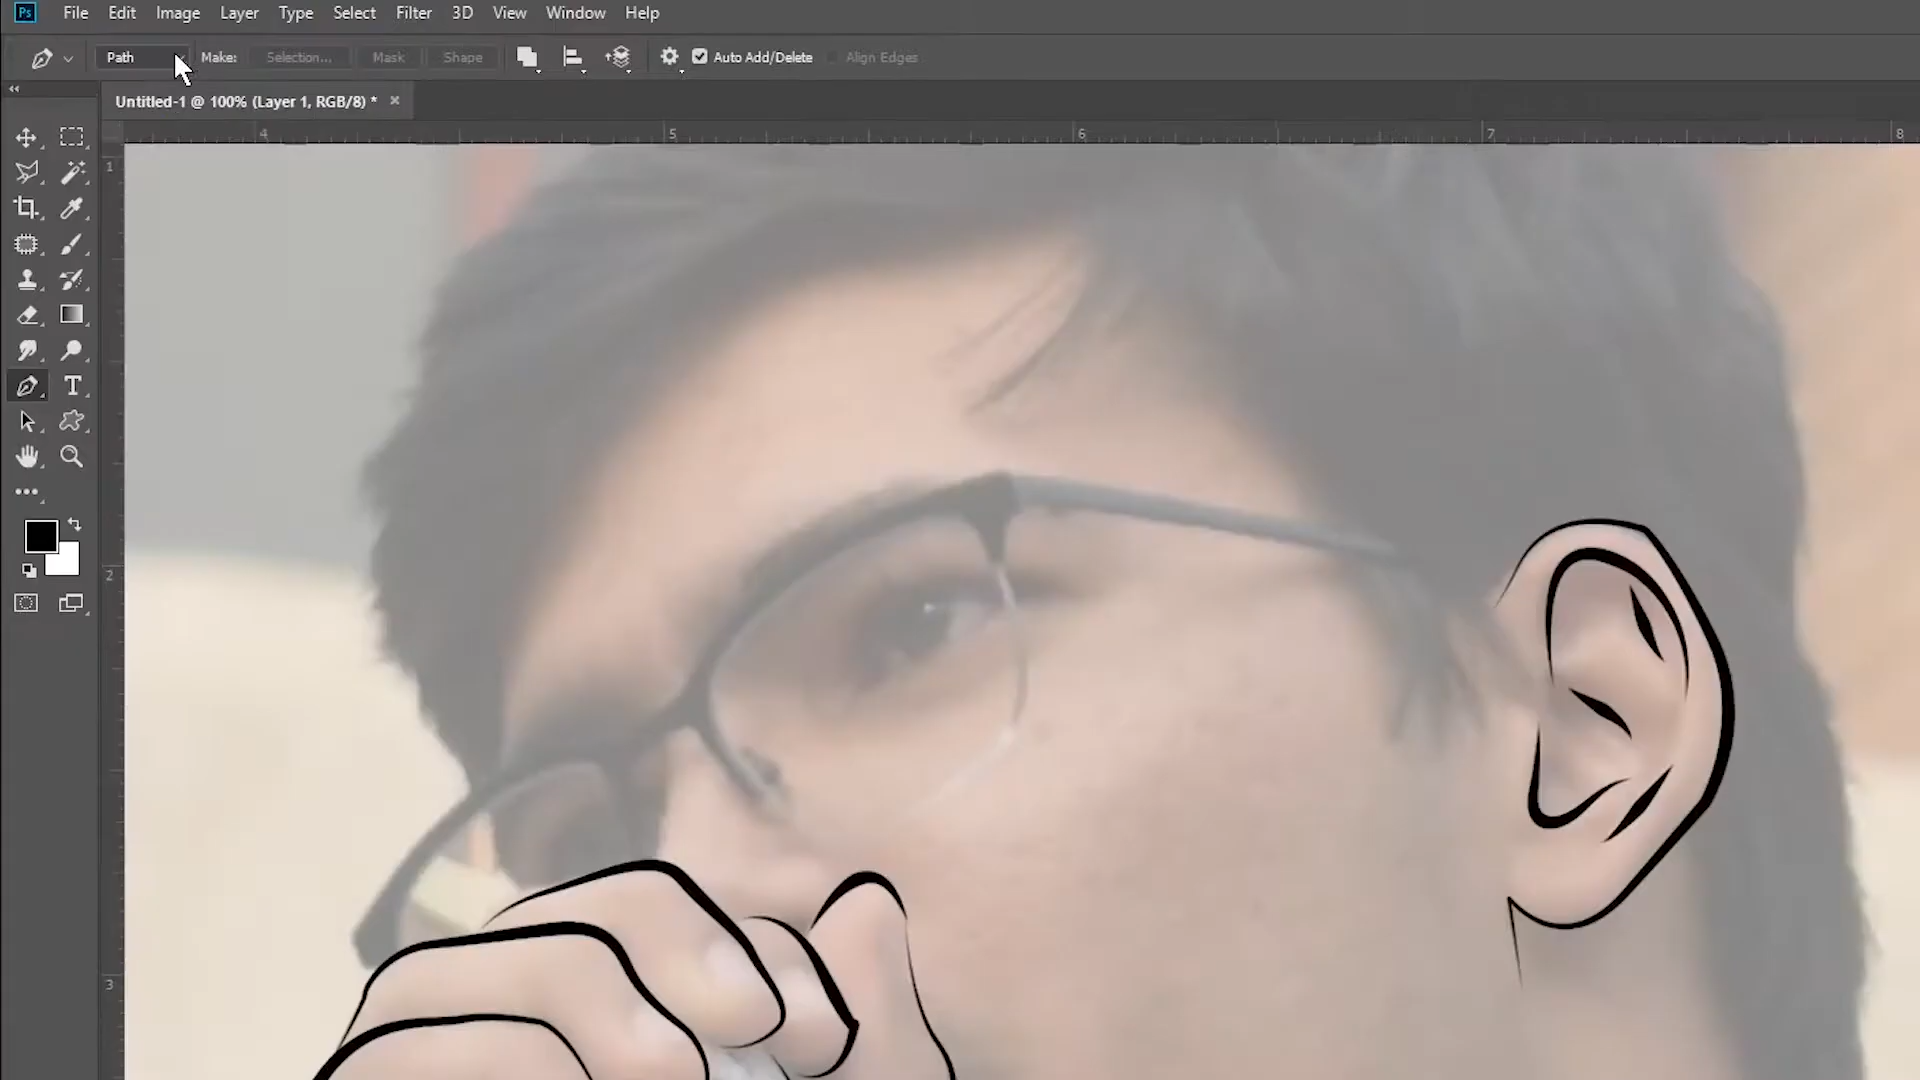 Ps File Edit Image Layer Type Select Filter 3D View Window Help
Path Make: Selection... Mask Shape Auto Add/Delete Align Edges
Untitled-1 @ 100% (Layer 1, RGB/8) * ×
4 5 6 7 8
1
T
2
3